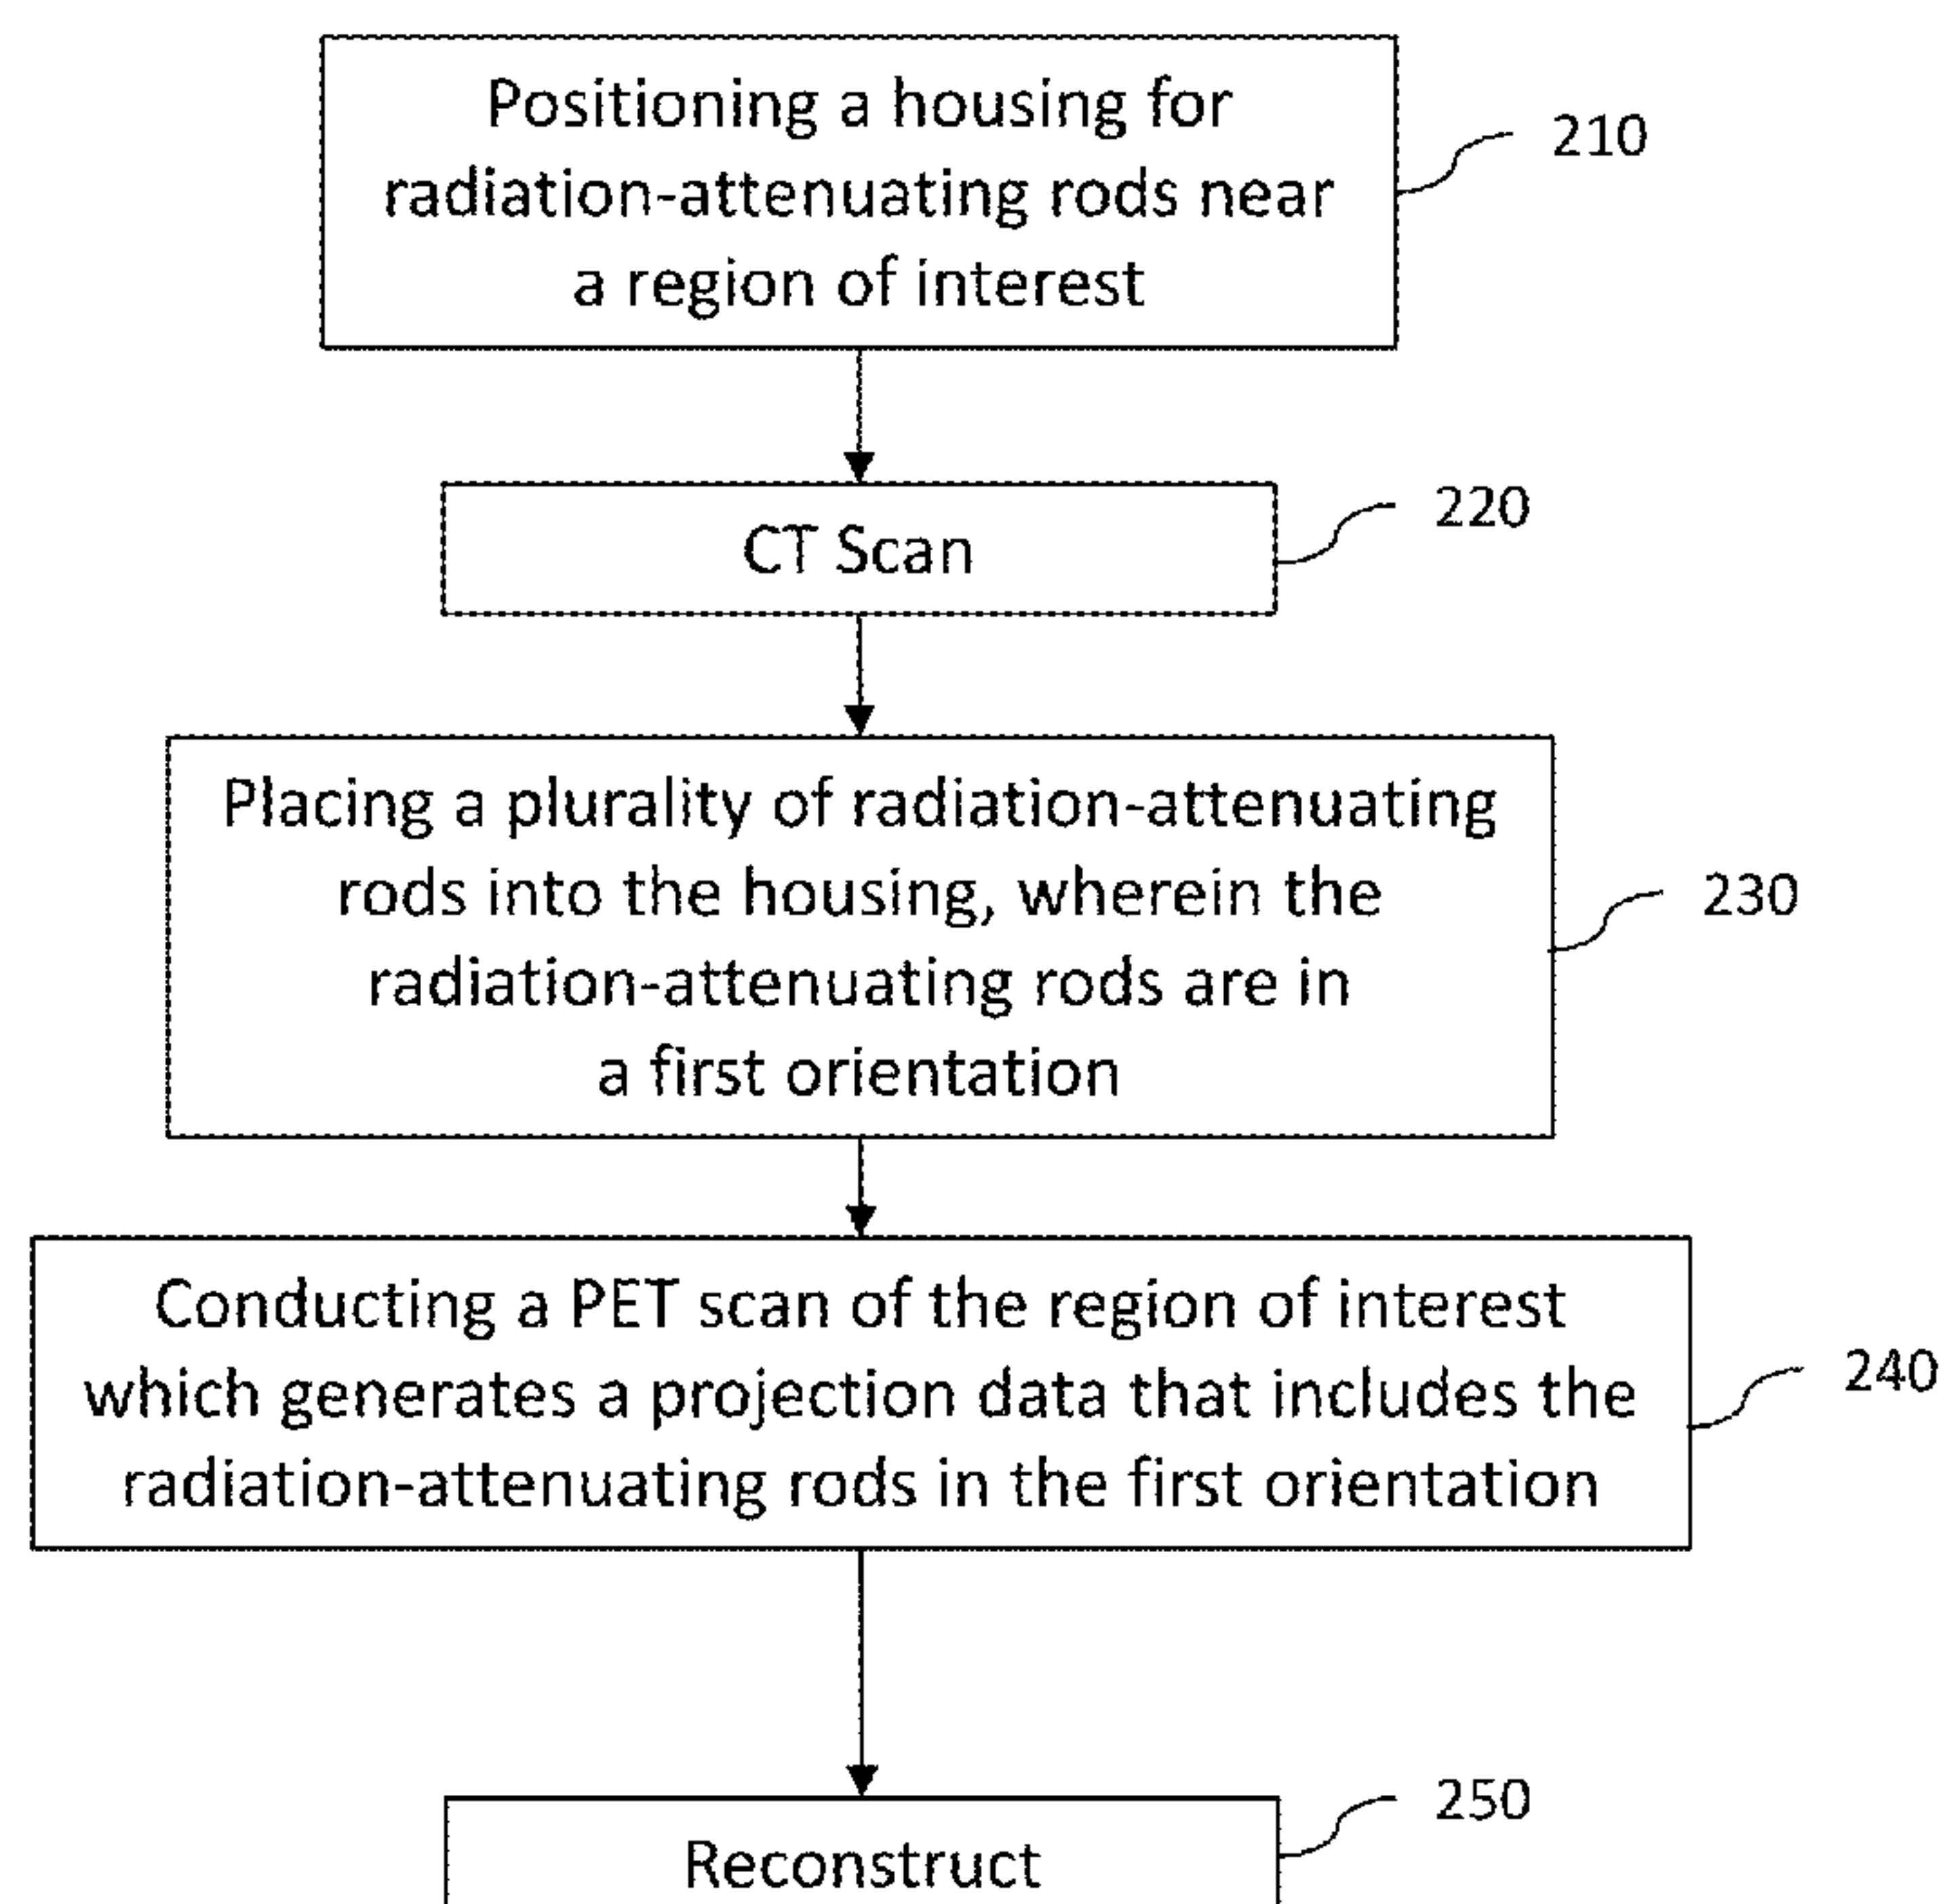 Positioning a housing for
radiation-attenuating rods near
a region of interest
210
CT Scan
220
Placing a plurality of radiation-attenuating
rods into the housing, wherein the
radiation-attenuating rods are in
a first orientation
230
Conducting a PET scan of the region of interest
which generates a projection data that includes the
radiation-attenuating rods in the first orientation
240
Reconstruct
250